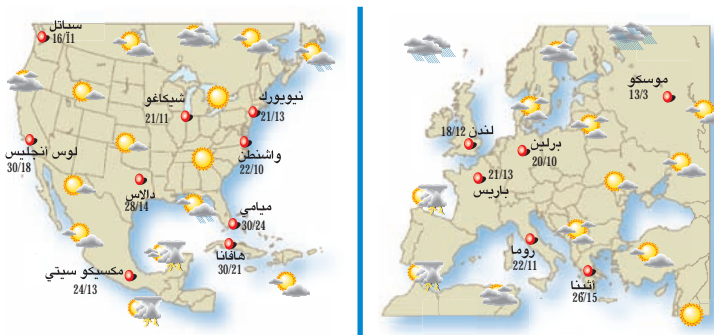 سياتل
16/11
شيكاغو
21/11
نيويورك
21/13
لوس أنجليس
30/18
واشنطن
22/10
دالاس
28/14
ميامي
30/24
هافانا
30/21
مكسيكو سيتي
24/13
موسكو
13/3
لندن 18/12
برلين
20/10
21/13
باريس
روما
22/11
أثينا
26/15